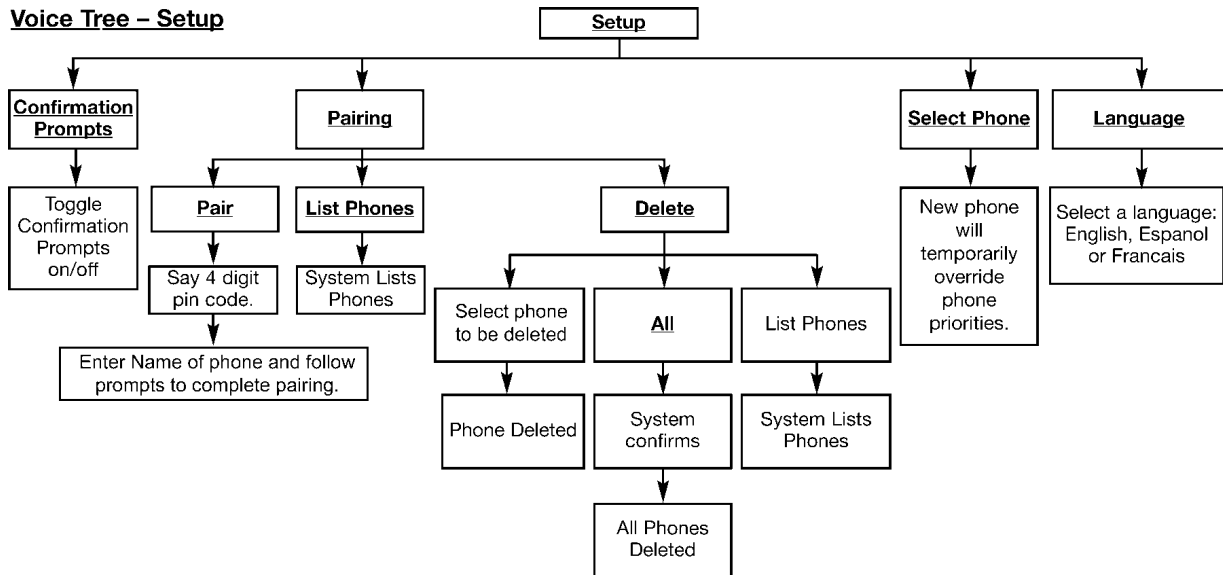 Voice Tree – Setup
Setup
Confirmation
Prompts
Pairing
Select Phone
Language
Toggle
Confirmation
Prompts
on/off
Pair
List Phones
Delete
New phone
will
temporarily
override
phone
priorities.
Select a language:
English, Espanol
or Francais
Say 4 digit
pin code.
System Lists
Phones
Select phone
to be deleted
All
List Phones
Enter Name of phone and follow
prompts to complete pairing.
Phone Deleted
System
confirms
System Lists
Phones
All Phones
Deleted